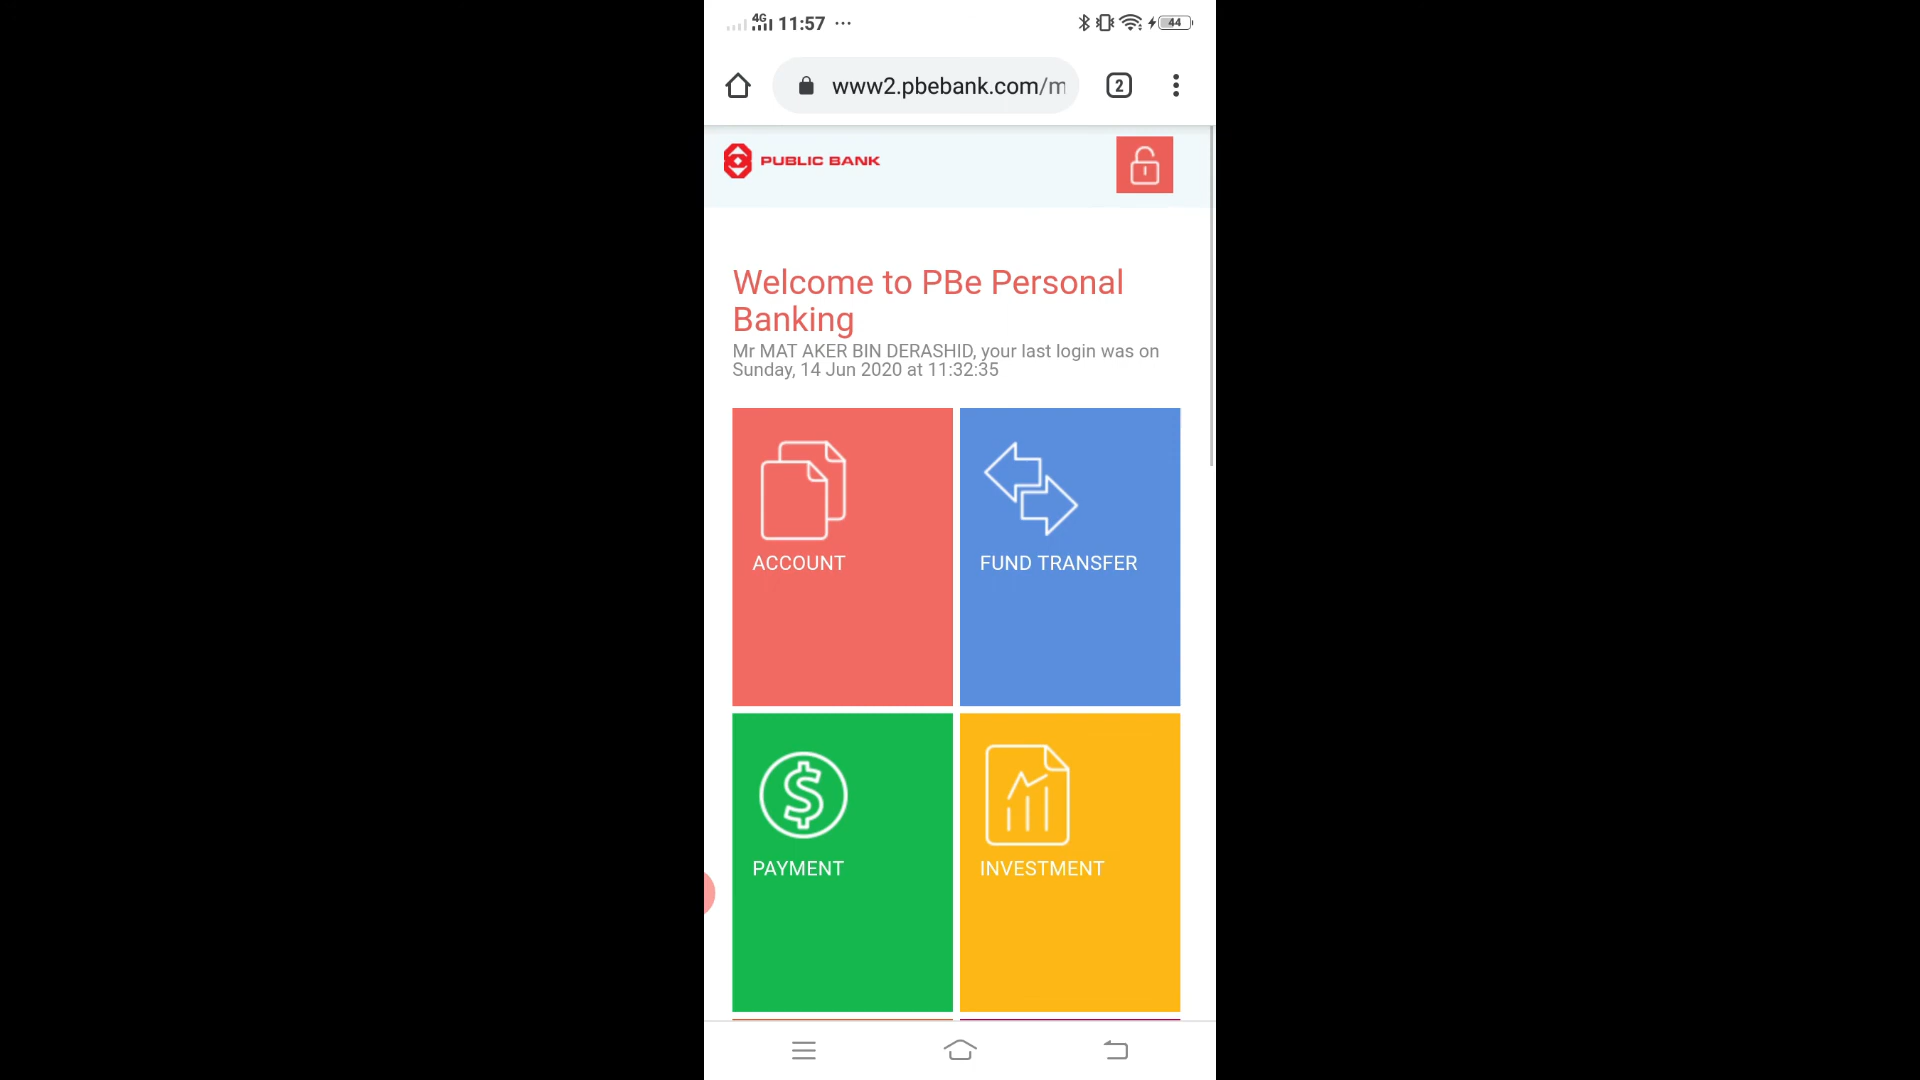 4G 11:57 ··· 44
www2.pbebank.com/m 2
PUBLIC BANK
Welcome to PBe Personal
Banking
Mr MAT AKER BIN DERASHID, your last login was on
Sunday, 14 Jun 2020 at 11:32:35
ACCOUNT FUND TRANSFER
PAYMENT INVESTMENT